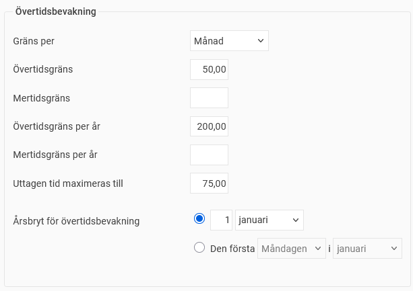 Övertidsbevakning
Gräns per Månad
Övertidsgräns 50,00
Mertidsgräns
Övertidsgräns per år 200,00
Mertidsgräns per år
Uttagen tid maximeras till 75,00
Årsbryt för övertidsbevakning 1 januari
Den första Måndagen i januari